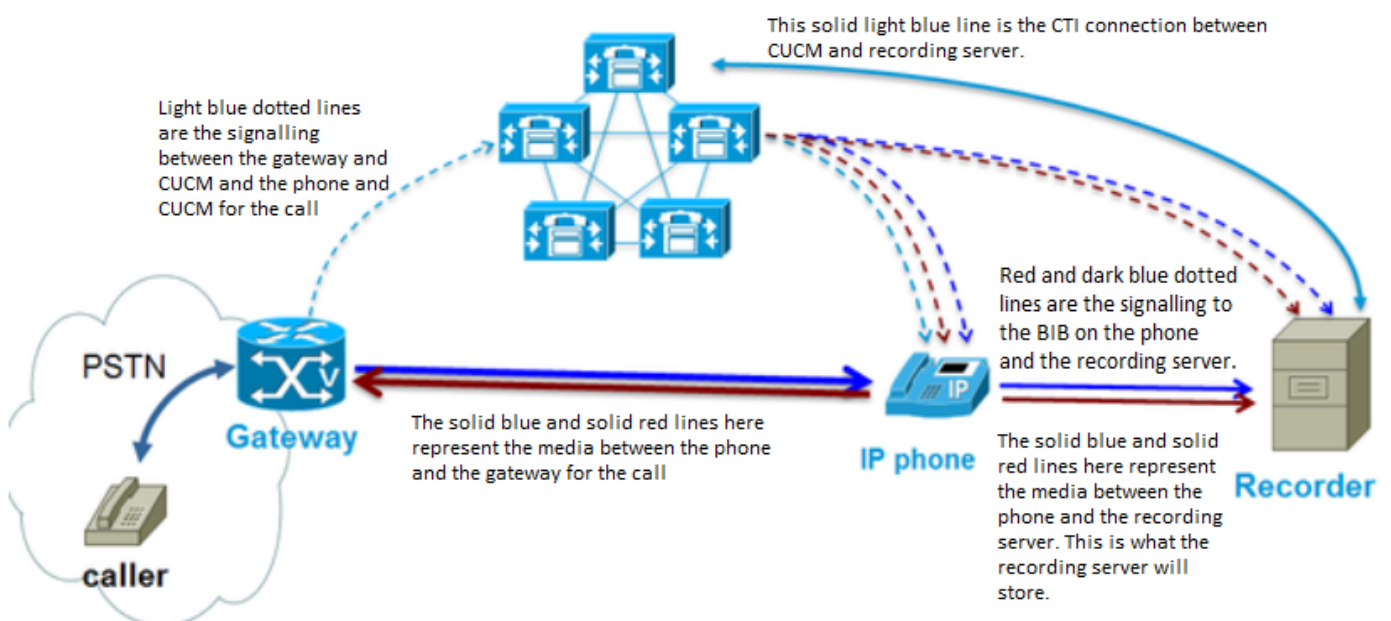 This solid light blue line is the CTI connection between
CUCM and recording server.
Light blue dotted lines
are the signalling
between the gateway and
CUCM and the phone and
CUCM for the call
PSTN
V
Gateway
caller
The solid blue and solid red lines here
represent the media between the phone
and the gateway for the call
IP
IP phone
Red and dark blue dotted
lines are the signalling to
the BIB on the phone
and the recording server.
The solid blue and solid
red lines here represent
the media between the
phone and the recording
server. This is what the
recording server will
store.
Recorder